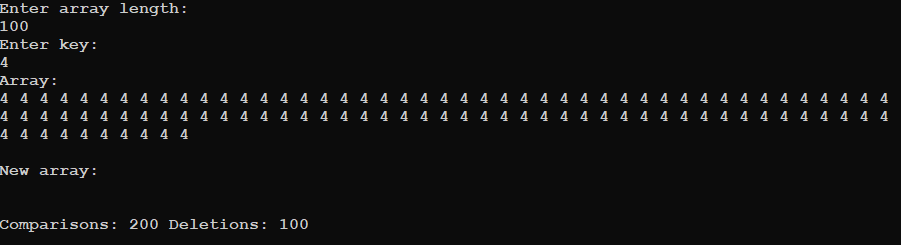 Enter array length:
100
Enter key:
4
Array:
4 4 4 4 4 4 4 4 4 4 4 4 4 4 4 4 4 4 4 4 4 4 4 4 4 4 4 4 4 4 4 4 4 4 4 4 4 4 4 4 4 4 4 4 4
4 4 4 4 4 4 4 4 4 4 4 4 4 4 4 4 4 4 4 4 4 4 4 4 4 4 4 4 4 4 4 4 4 4 4 4 4 4 4 4 4 4 4 4 4
4 4 4 4 4 4 4 4 4 4
New array:
Comparisons: 200 Deletions: 100